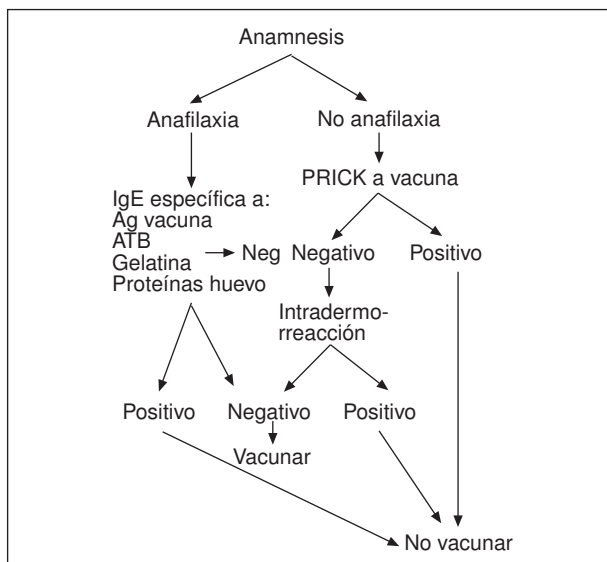 Anamnesis
Anafilaxia
No anafilaxia
PRICK a vacuna
IgE específica a:
Ag vacuna
ATB
Gelatina
Proteínas huevo
Neg
Negativo
Positivo
Intradermo-
rreacción
Positivo
Negativo
Positivo
Vacunar
No vacunar